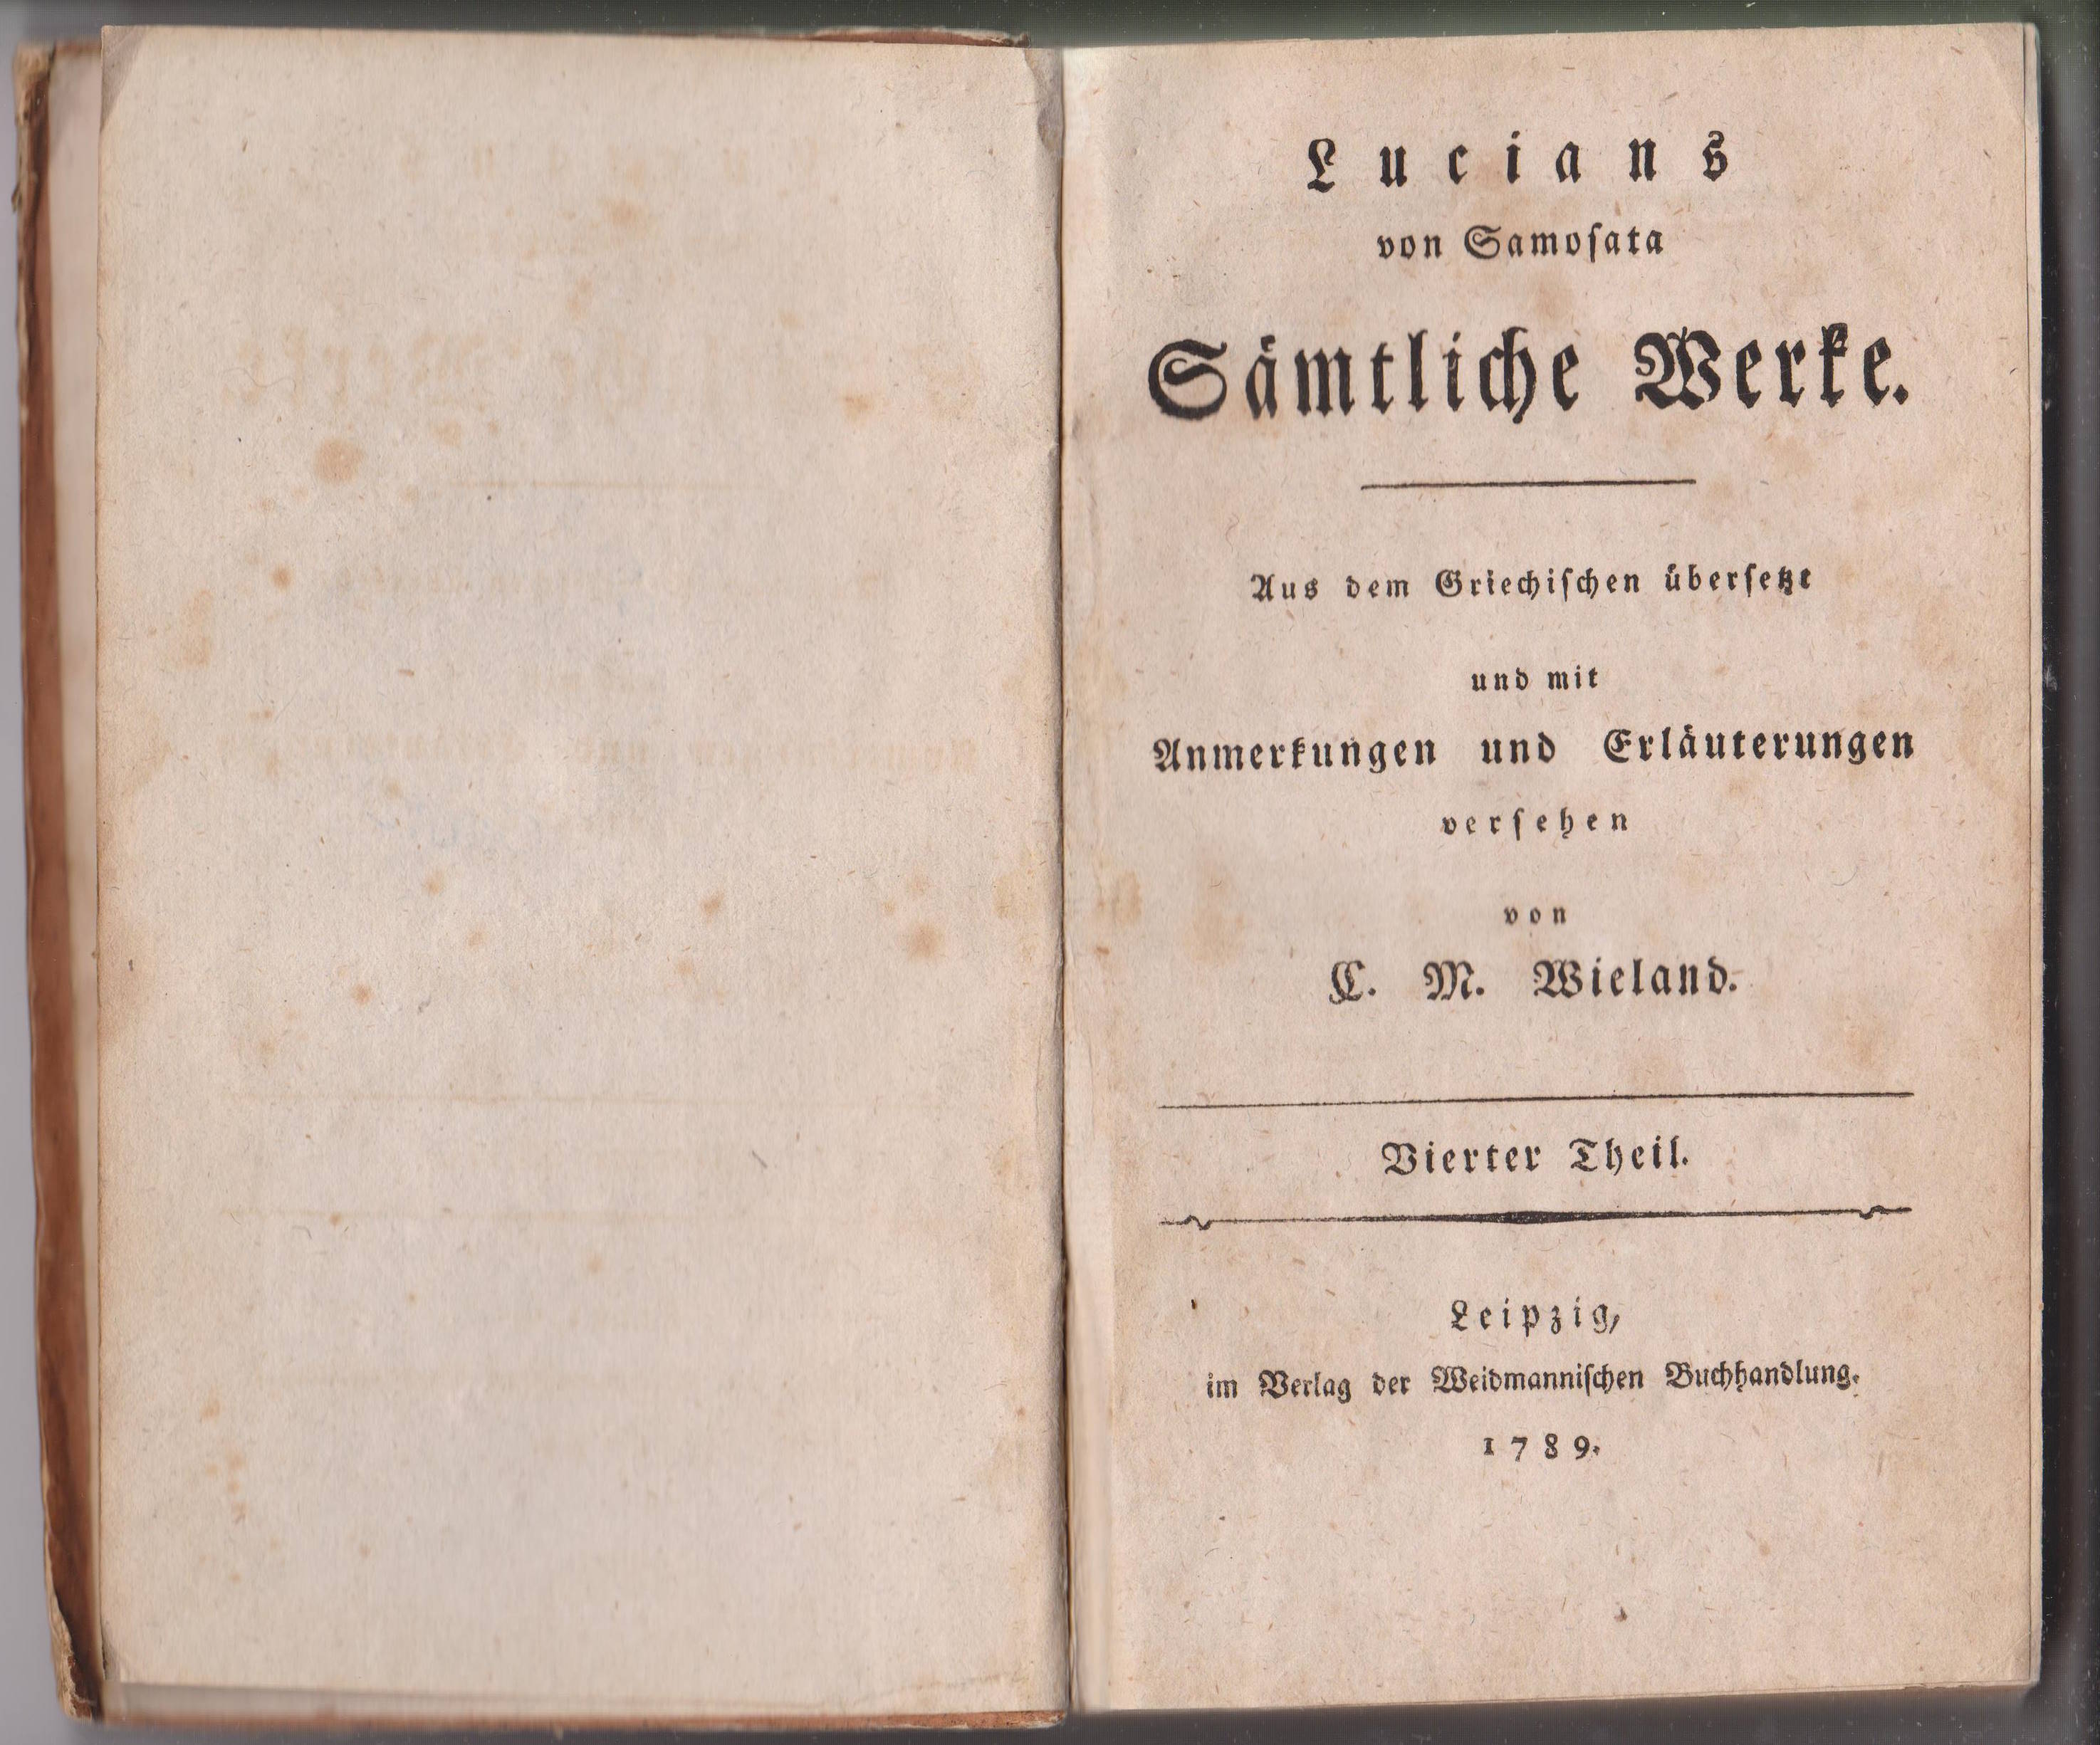 Lucians
von Samoſata
Sämtliche Werke.
Aus dem Griechiſchen überſetzt
und mit
Anmerkungen und Erläuterungen
verſehen
von
C. M. Wieland.
Vierter Theil.
Leipzig,
im Verlag der Weidmanniſchen Buchhandlung.
1789.